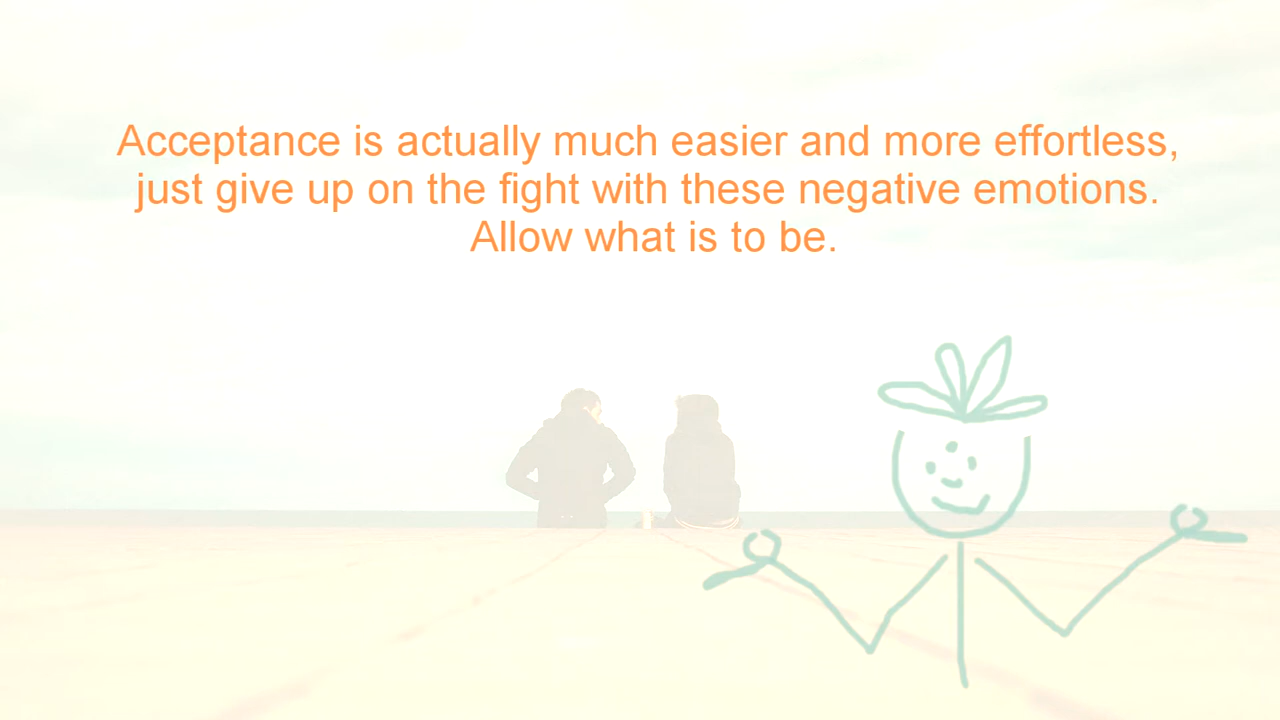 Acceptance is actually much easier and more effortless,
just give up on the fight with these negative emotions.
Allow what is to be.